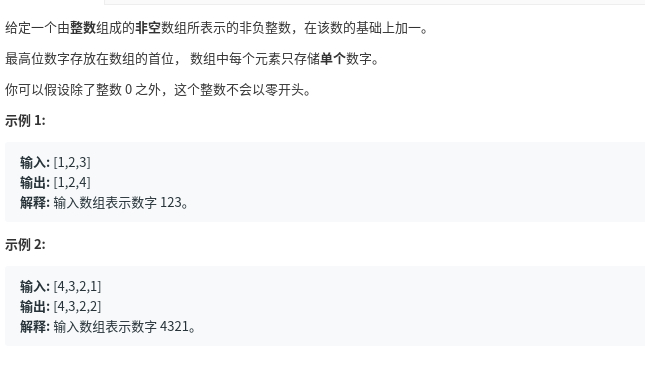 给定一个由整数组成的非空数组所表示的非负整数，在该数的基础上加一。
最高位数字存放在数组的首位， 数组中每个元素只存储单个数字。
你可以假设除了整数 0 之外，这个整数不会以零开头。
示例 1:
输入: [1,2,3]
输出: [1,2,4]
解释: 输入数组表示数字 123。
示例 2:
输入: [4,3,2,1]
输出: [4,3,2,2]
解释: 输入数组表示数字 4321。